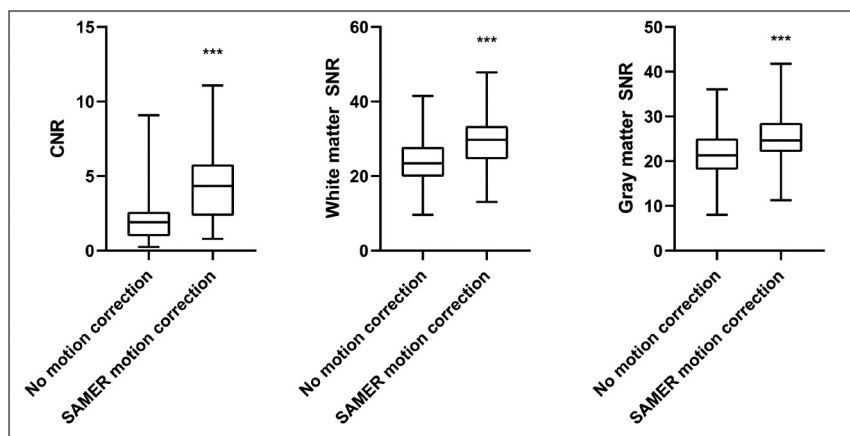 15
10
5
0
CNR
***
No motion correction
SAMER motion correction
60
40
20
0
White matter SNR
***
No motion correction
SAMER motion correction
50
40
30
20
10
0
Gray matter SNR
***
No motion correction
SAMER motion correction